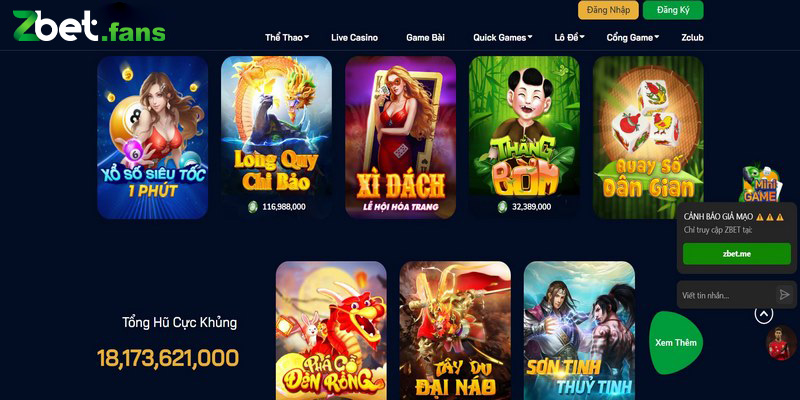 Zbet.fans
Đăng Nhập
Đăng Ký
Thể Thao
Live Casino
Game Bài
Quick Games
Lô Đề
Cổng Game
Zclub
XỔ SỐ SIÊU TỐC
1 PHÚT
Long Quy
Chi Bảo
116,988,000
XÌ DÁCH
LỄ HỘI HÓA TRANG
THẰNG
BỜM
32,389,000
Quay Số
Dân Gian
Mini
GAME
CẢNH BÁO GIẢ MẠO
Chỉ truy cập ZBET tại:
zbet.me
Viết tin nhắn...
Tổng Hũ Cực Khủng
18,173,621,000
PHÁ CỖ
ĐÈN RỒNG
TÂY DU
ĐẠI NÁO
SƠN TINH
THUỶ TINH
Xem Thêm